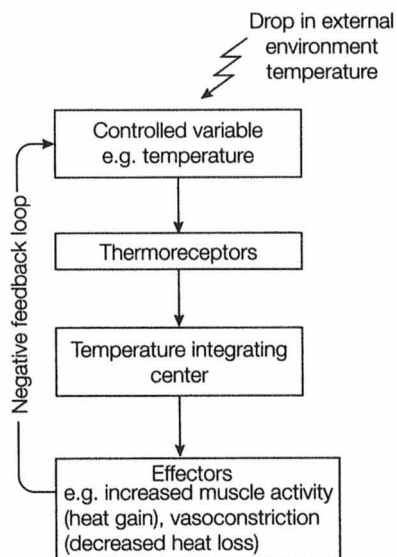 Drop in external
environment
temperature
Controlled variable
e.g. temperature
Negative feedback loop
Thermoreceptors
Temperature integrating
center
Effectors
e.g. increased muscle activity
(heat gain), vasoconstriction
(decreased heat loss)